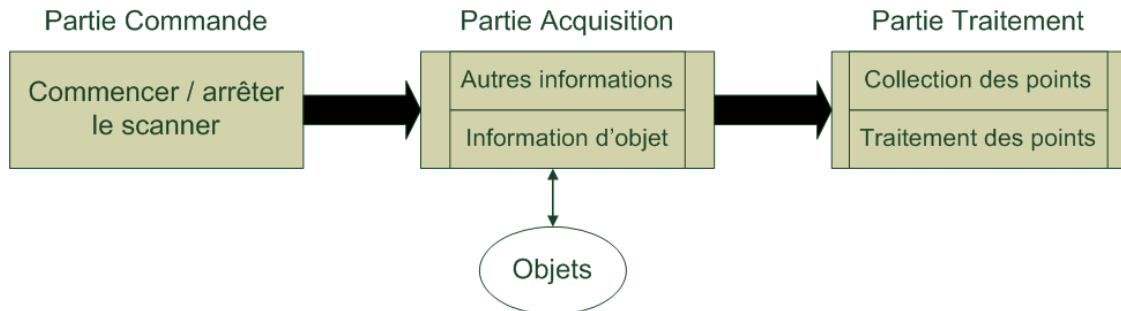 Partie Commande
Partie Acquisition
Partie Traitement
Commencer / arrêter
le scanner
Autres informations
Information d'objet
Collection des points
Traitement des points
Objets